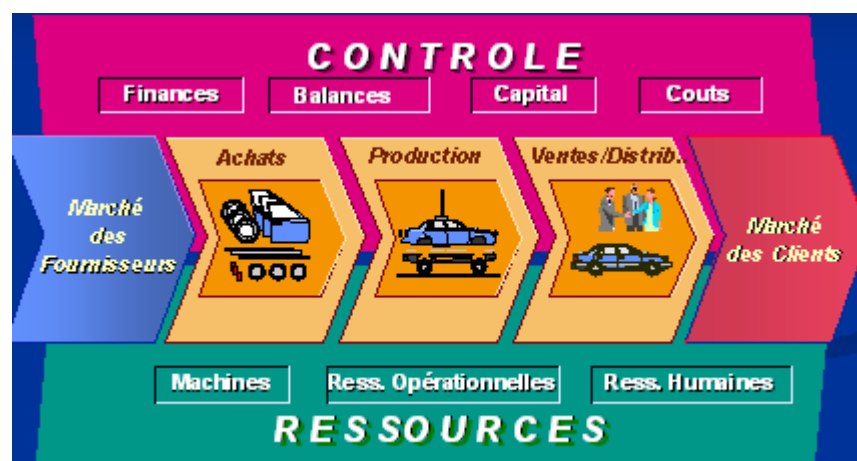 CONTROLE
Finances
Balances
Capital
Couts
Achats
Production
Ventes/Distrib..
Marché
des
Fournisseurs
Marché
des Clients
Machines
Ress. Opérationnelles
Ress. Humaines
RESSOURCES